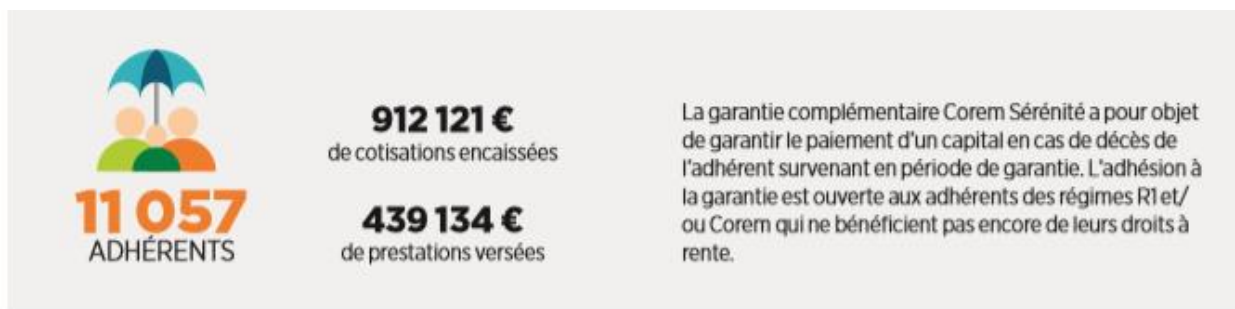 11 057
ADHÉRENTS
912 121 €
de cotisations encaissées
439 134 €
de prestations versées
La garantie complémentaire Corem Sérénité a pour objet
de garantir le paiement d'un capital en cas de décès de
l'adhérent survenant en période de garantie. L'adhésion à
la garantie est ouverte aux adhérents des régimes R1 et/
ou Corem qui ne bénéficient pas encore de leurs droits à
rente.